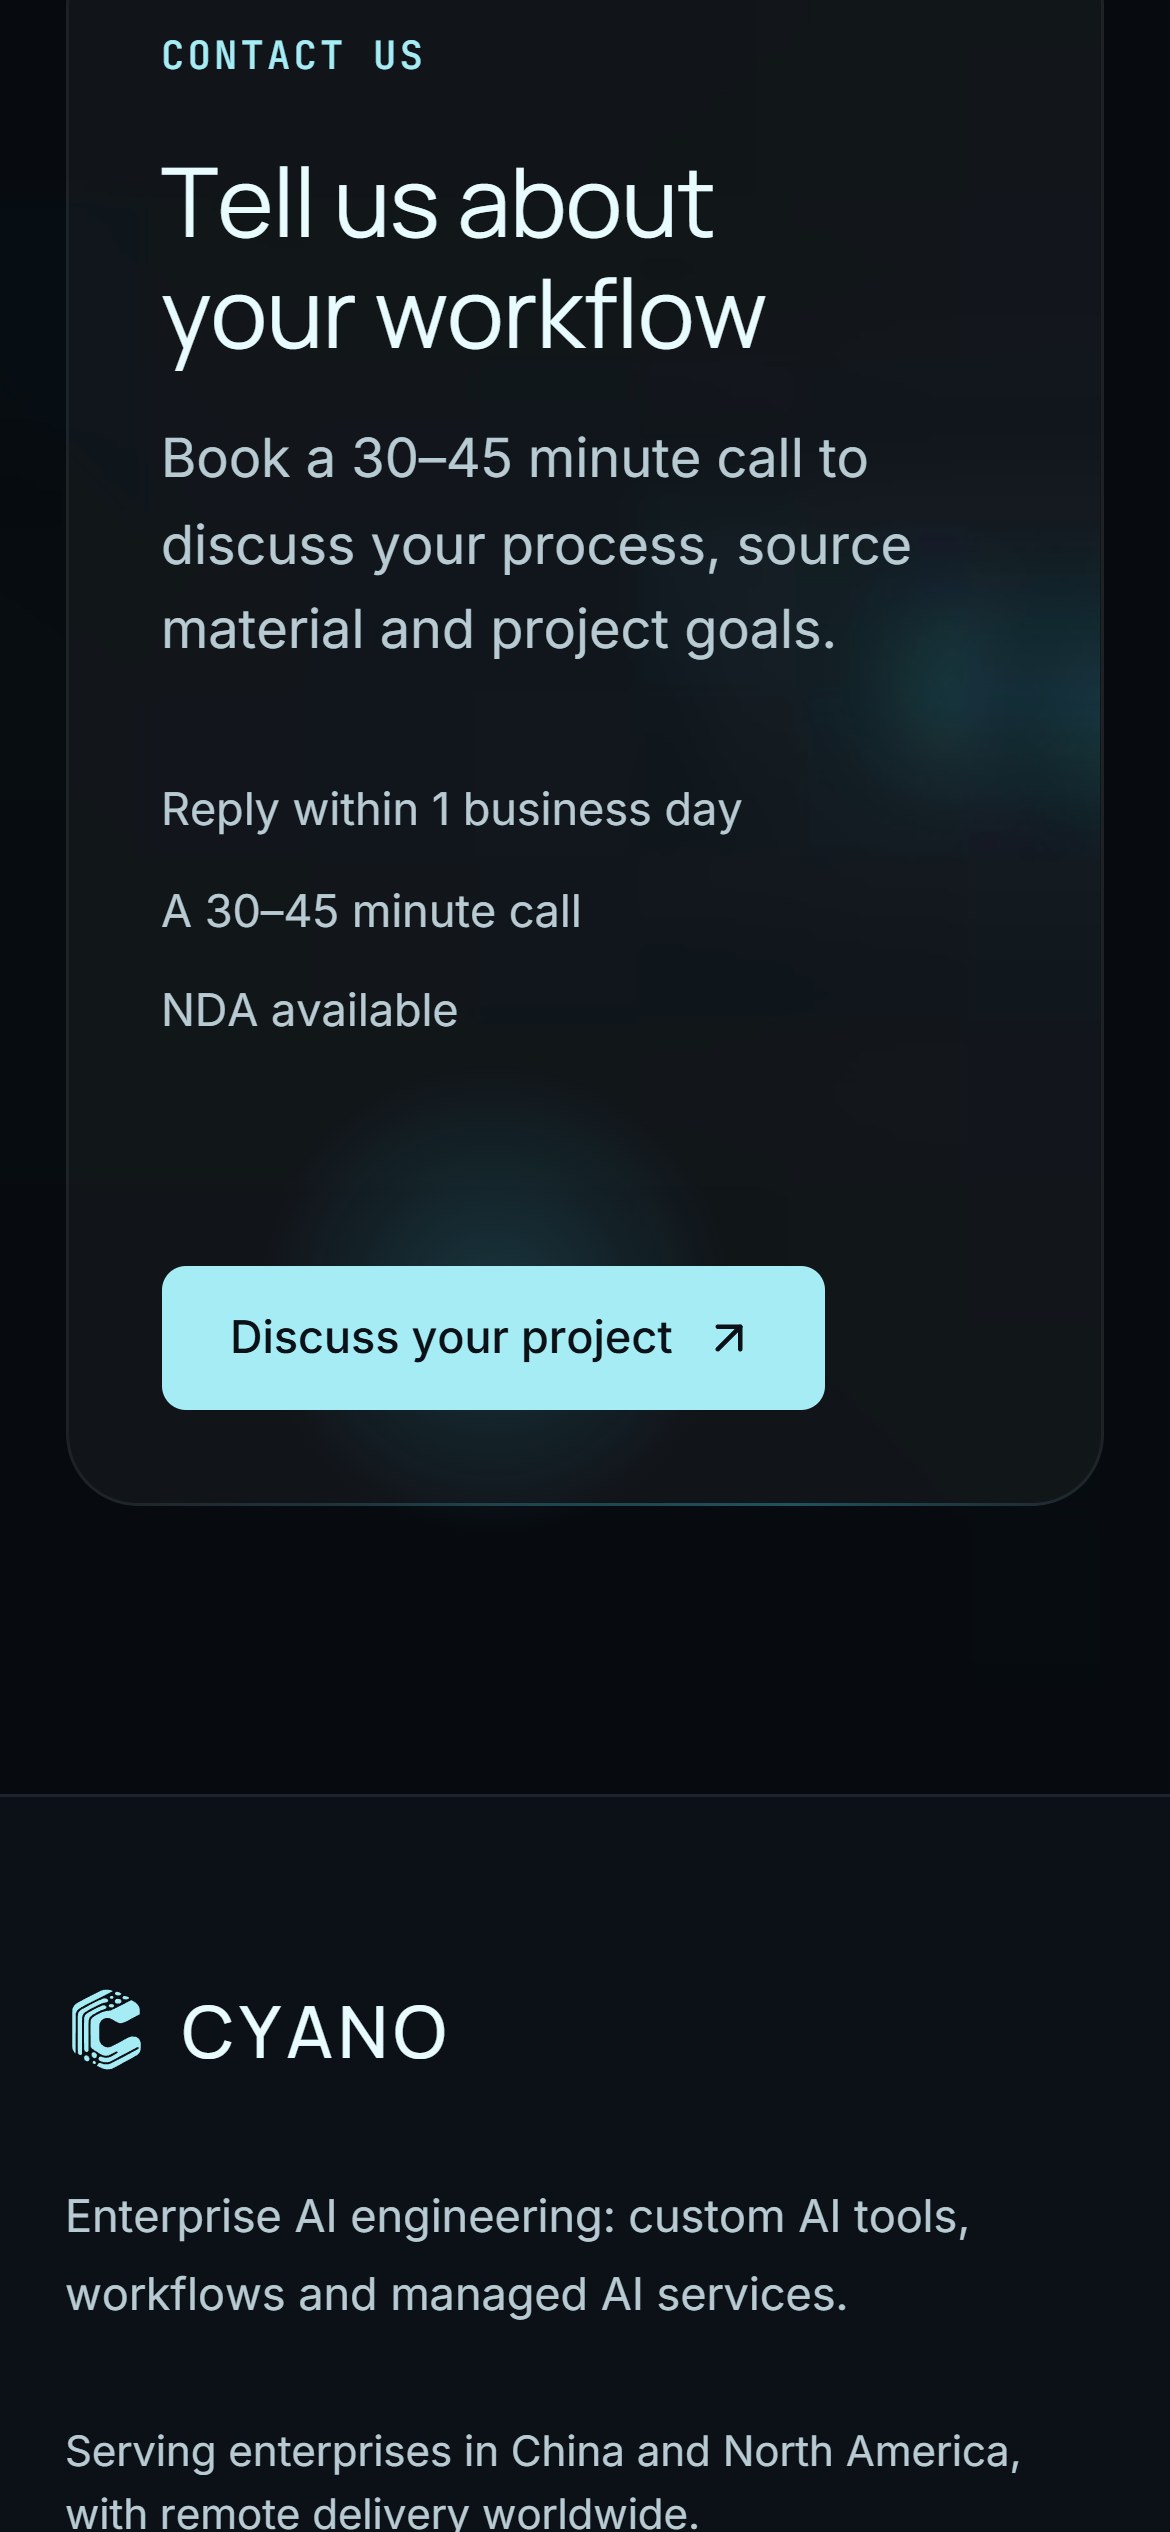 CONTACT US
Tell us about
your workflow
Book a 30–45 minute call to
discuss your process, source
material and project goals.
Reply within 1 business day
A 30–45 minute call
NDA available
Discuss your project
CYANO
Enterprise AI engineering: custom AI tools,
workflows and managed AI services.
Serving enterprises in China and North America,
with remote delivery worldwide.